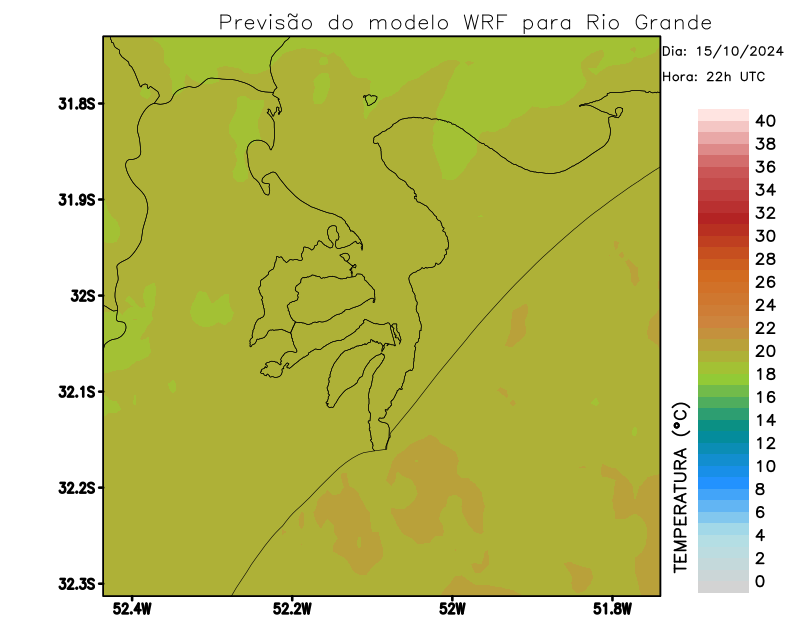 Previsão do modelo WRF para Rio Grande
Dia: 15/10/2024
Hora: 22h UTC
31.8S
31.9S
32S
32.1S
32.2S
32.3S
52.4W
52.2W
52W
51.8W
TEMPERATURA (°C)
40
38
36
34
32
30
28
26
24
22
20
18
16
14
12
10
8
6
4
2
0